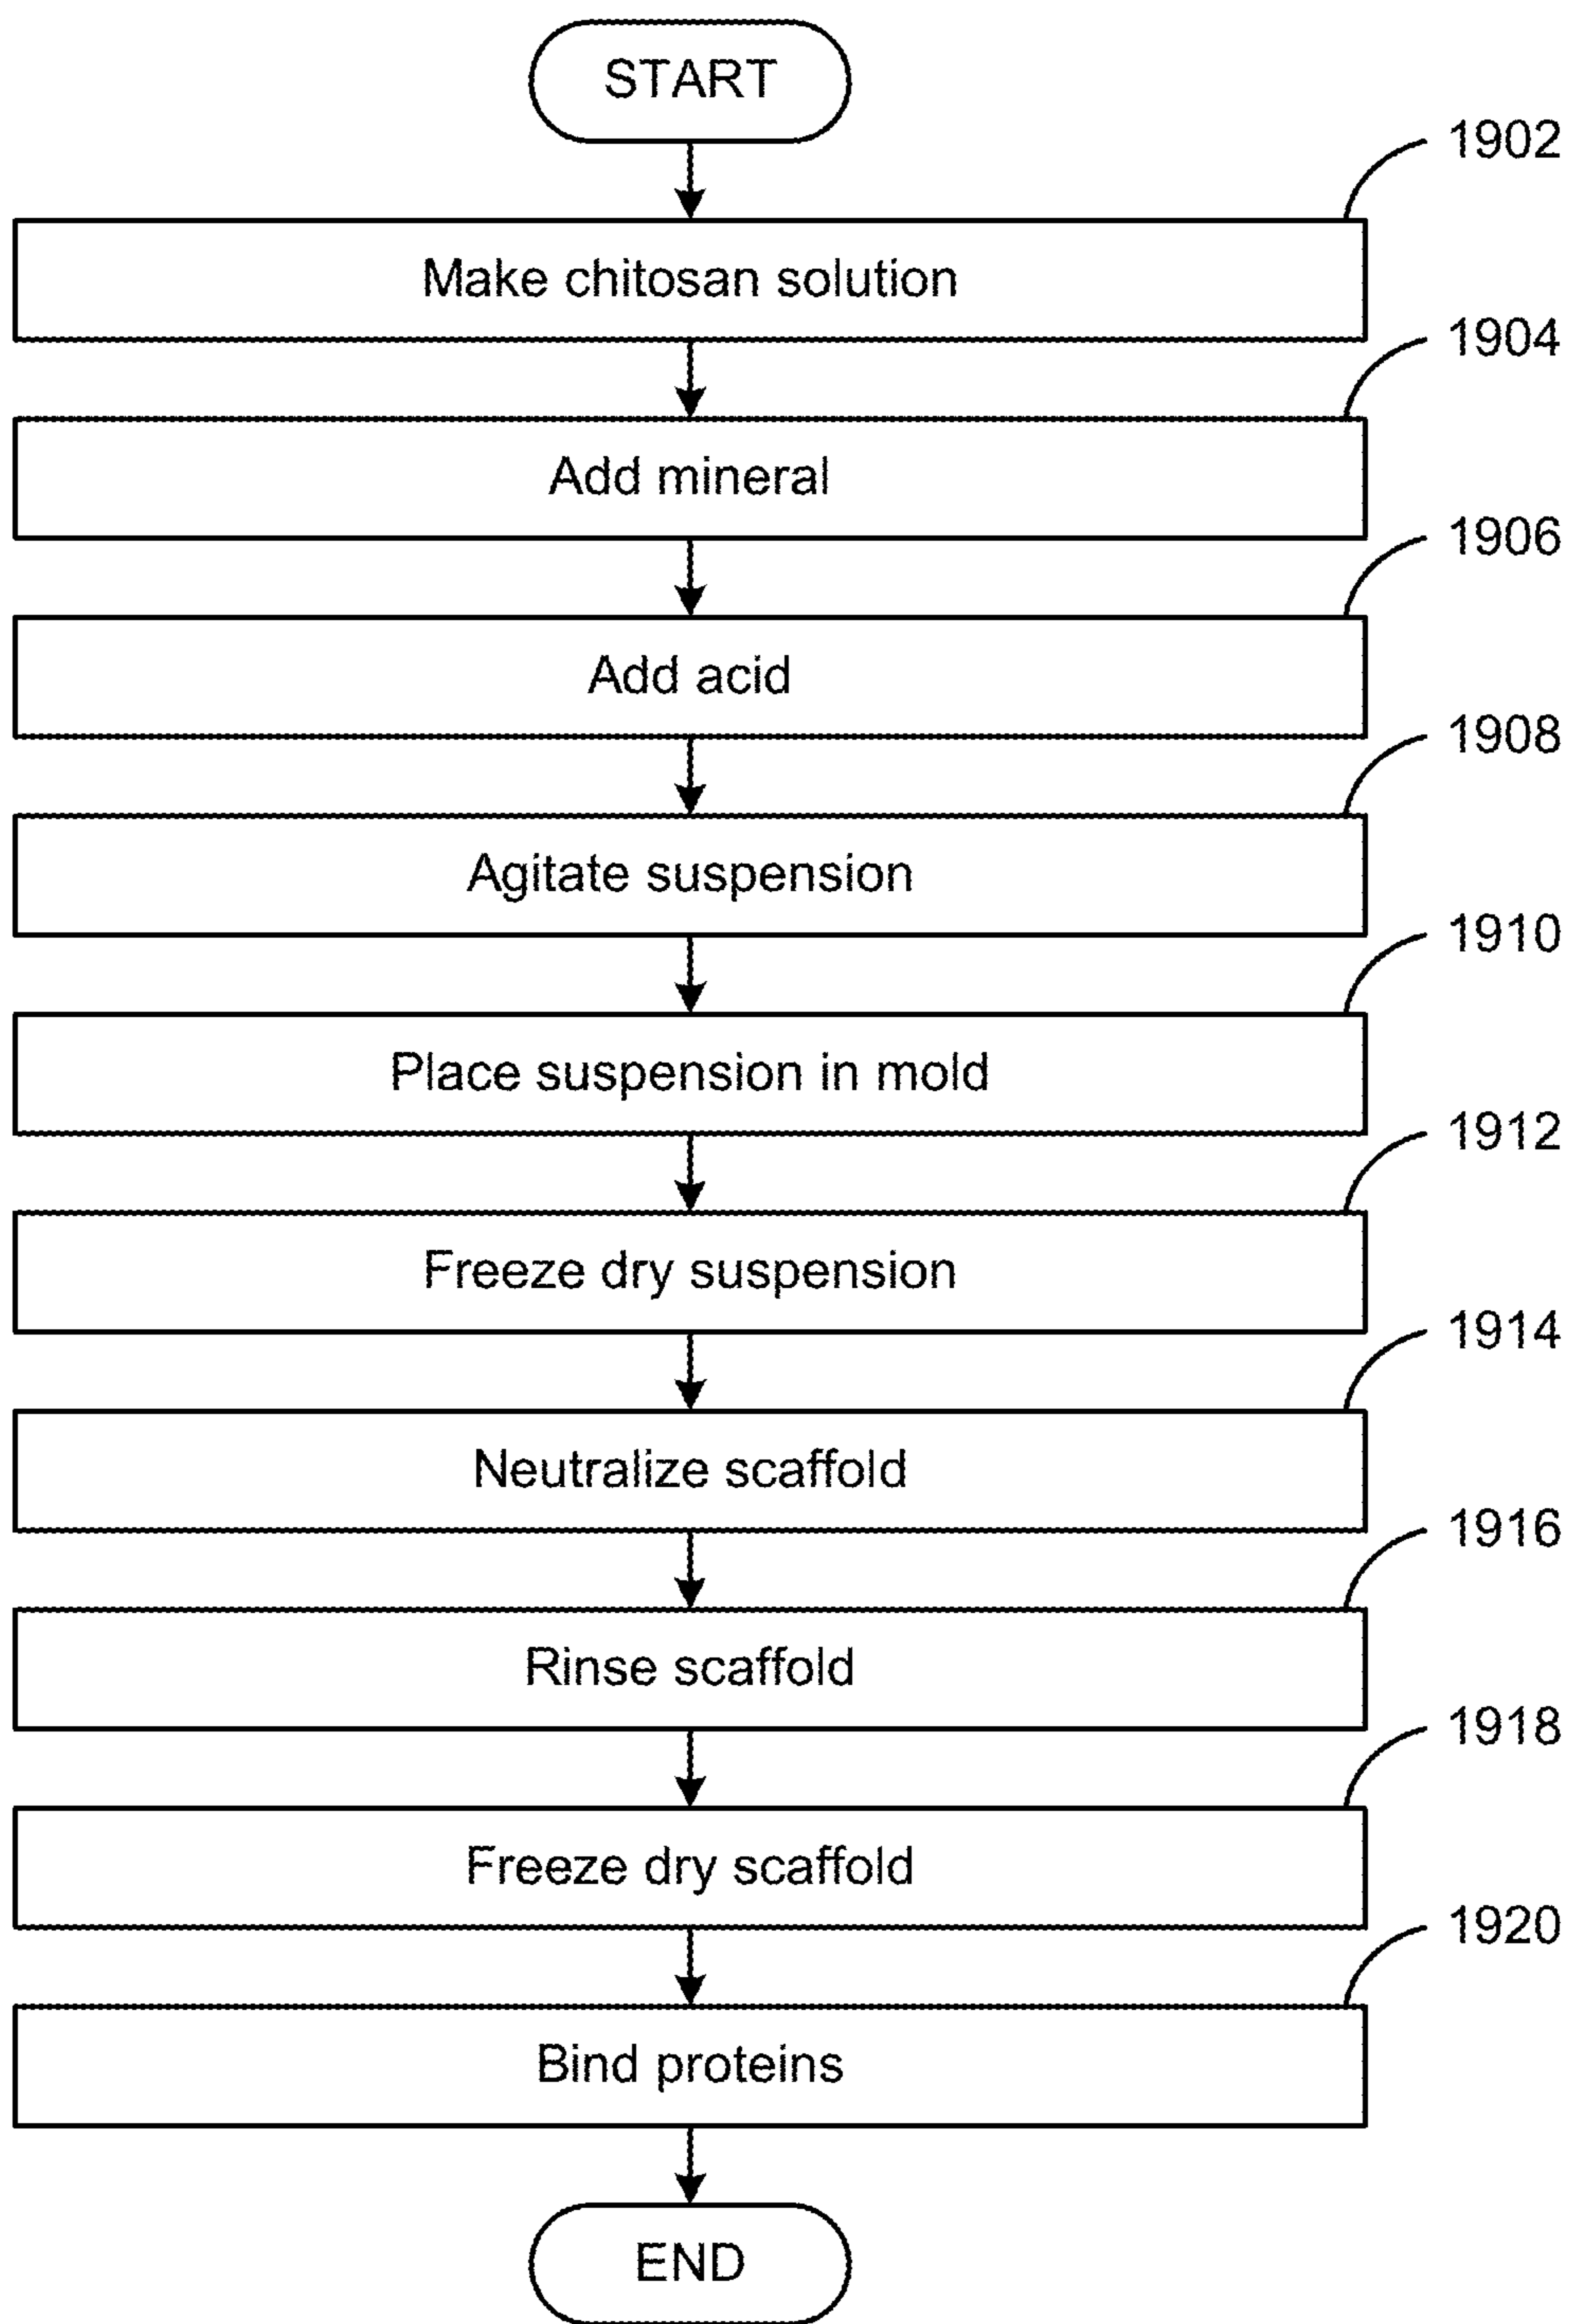 START
1902
Make chitosan solution
1904
Add mineral
1906
Add acid
1908
Agitate suspension
1910
Place suspension in mold
1912
Freeze dry suspension
1914
Neutralize scaffold
1916
Rinse scaffold
1918
Freeze dry scaffold
1920
Bind proteins
END